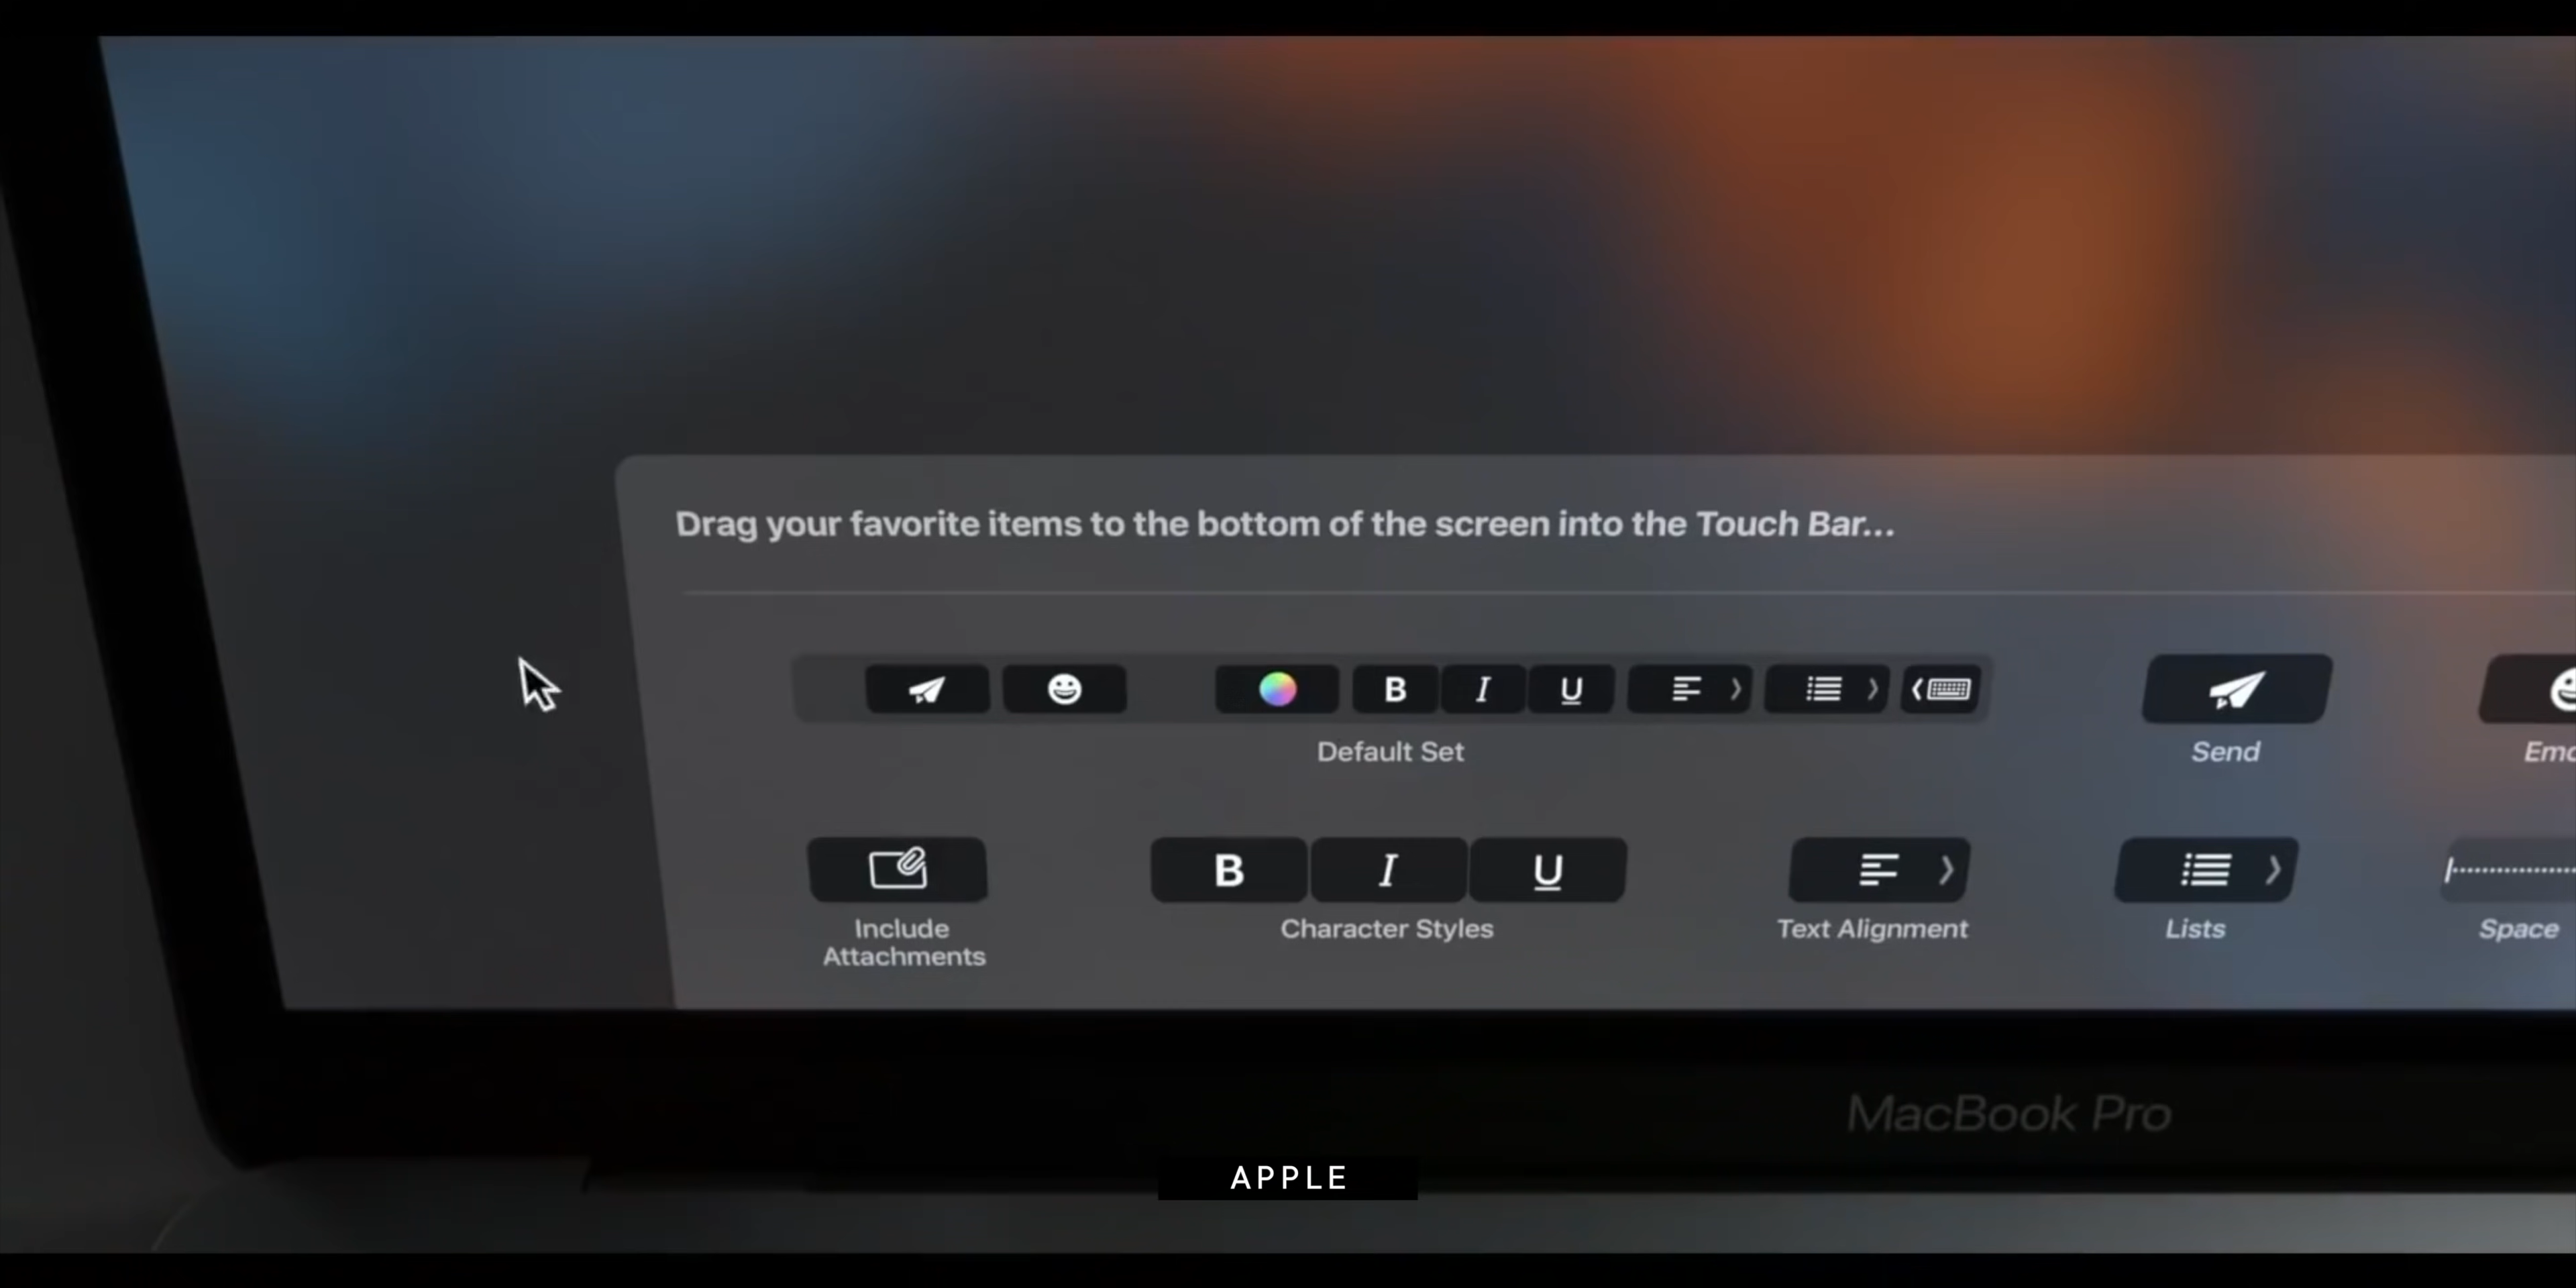 Drag your favorite items to the bottom of the screen into the Touch Bar...
B I U
Default Set
Send
B I U
Include
Attachments
Character Styles
Text Alignment
Lists
Space
MacBook Pro
APPLE